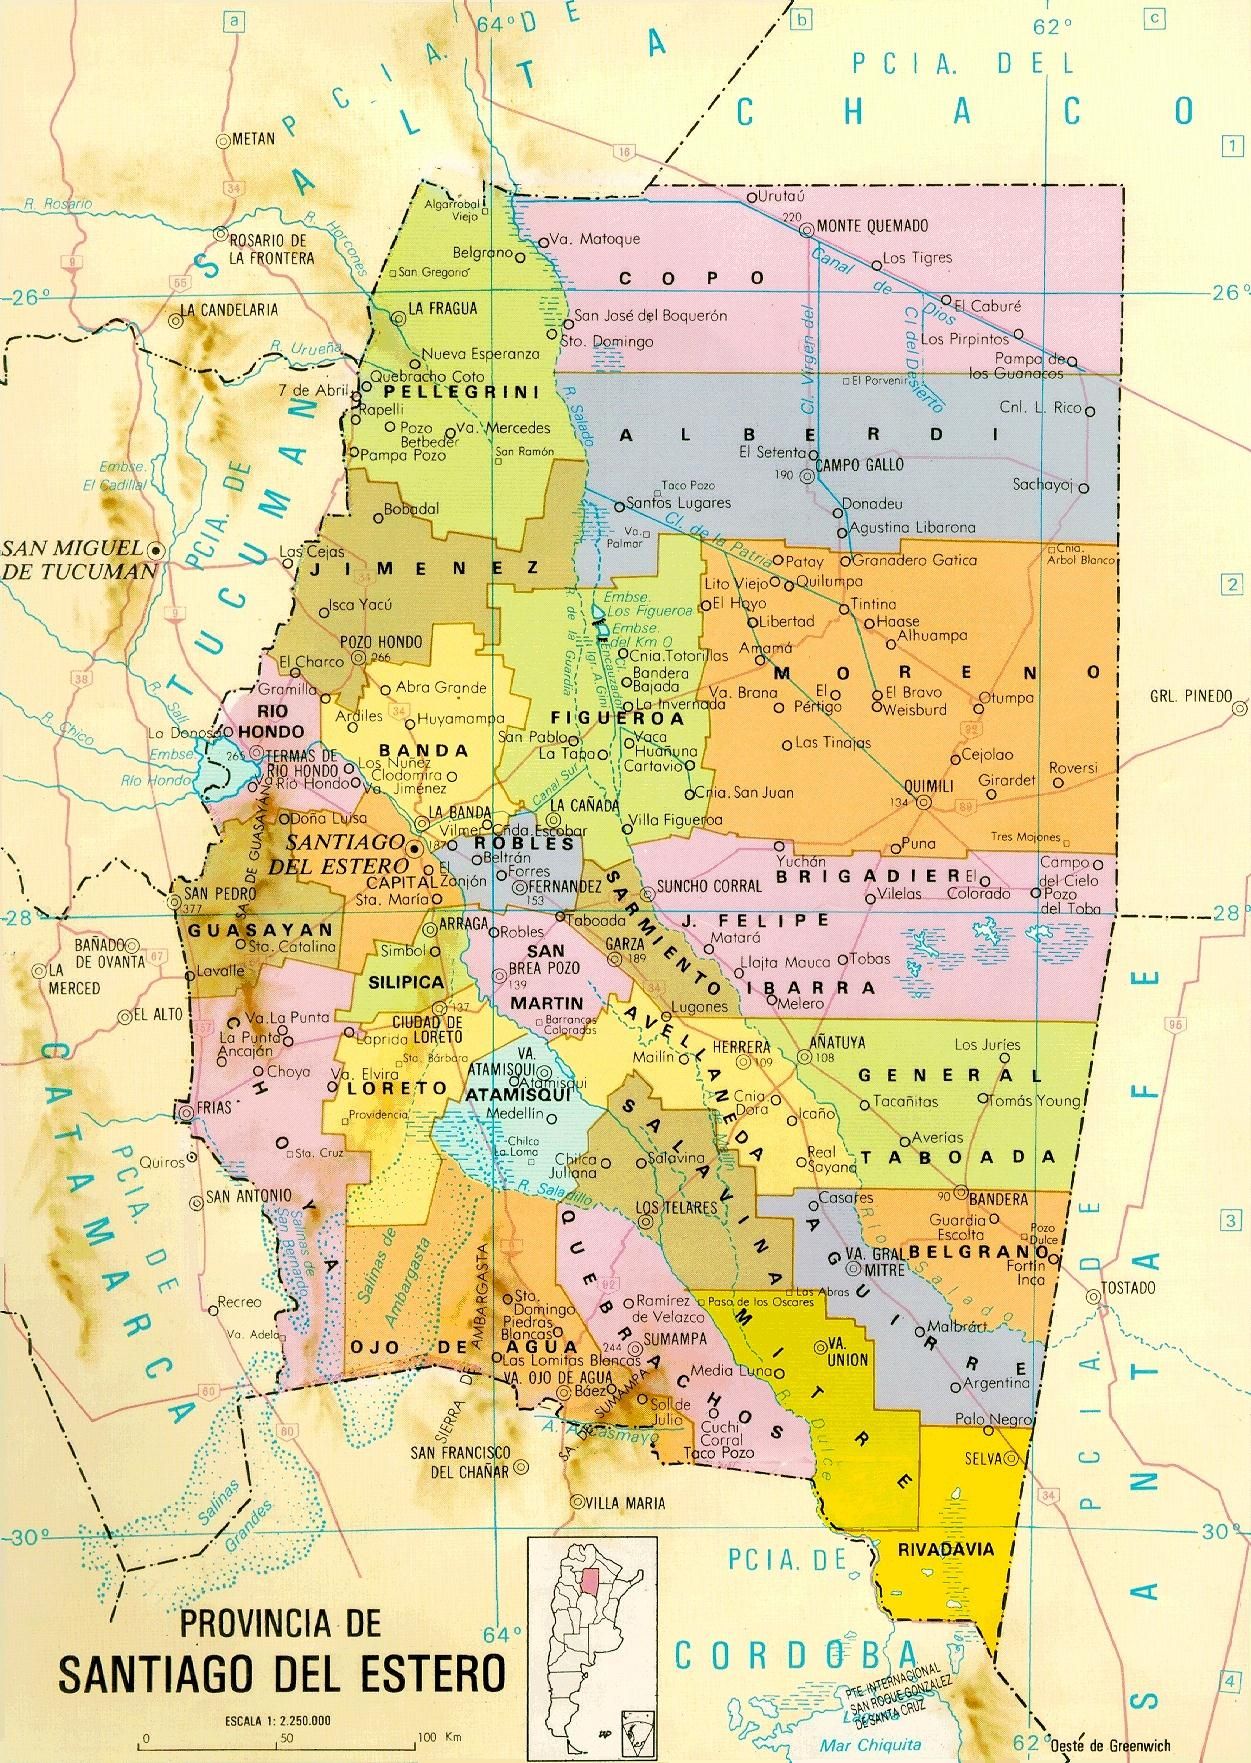 a
64°
b
62°
c
PCIA. DE
SALTA
PCIA. DEL
CHACO
1
METAN
16
34
R. Rosario
R. Horcones
ROSARIO DE
LA FRONTERA
9
55
LA CANDELARIA
26°
26°
R. Urueña
Algarrobal
Viejo
Belgrano
San Gregorio
LA FRAGUA
Nueva Esperanza
Quebracho Coto
7 de Abril
PELLEGRINI
Rapelli
Pozo
Betbeder
Va. Mercedes
Pampa Pozo
San Ramón
Urutaú
220
MONTE QUEMADO
Va. Matoque
Los Tigres
COPO
Canal de Dios
El Caburé
San José del Boquerón
Sto. Domingo
Los Pirpintos
Pampa de
los Guanacos
Cl. Virgen del
Cl. del Desierto
R. Salado
El Porvenir
Cnl. L. Rico
ALBERDI
El Setenta
190
CAMPO GALLO
Sachayoj
Taco Pozo
Santos Lugares
Donadeu
Agustina Libarona
Va.
Palmar
Cl. de la Patria
Embse.
El Cadillal
PCIA. DE
TUCUMAN
SAN MIGUEL
DE TUCUMAN
Bobadal
Las Cejas
JIMENEZ
34
Isca Yacú
POZO HONDO
266
El Charco
9
38
2
Patay
Granadero Gatica
Cnia.
Arbol Blanco
Lito Viejo
Quilumpa
El Hoyo
Tintina
Libertad
Haase
Alhuampa
Amamá
MORENO
Va. Brana
El
Pértigo
El Bravo
Weisburd
Otumpa
GRL. PINEDO
92
Las Tinajas
Cejolao
Roversi
QUIMILI
134
Girardet
89
Puna
Tres Mojones
Embse.
Los Figueroa
Embse.
del Km 0
R. de la Guardia
Cnia. Totorillas
Bandera
Bajada
La Invernada
FIGUEROA
San Pablo
La Tapa
Vaca
Huañuna
Cartavio
Cnia. San Juan
Canal Sur
LA CAÑADA
Villa Figueroa
R. Salí
R. Chico
Gramilla
RIO
HONDO
La Donosa
Embse.
Río Hondo
265
TERMAS DE
RIO HONDO
Va. Río Hondo
Abra Grande
Ardiles
34
Huyamampa
BANDA
Los Nuñez
Clodomira
Va. Jiménez
LA BANDA
Vilmer
Cnda. Escobar
Doña Luisa
SANTIAGO
DEL ESTERO
187
CAPITAL
El
Zanjón
Sta. María
ROBLES
Beltrán
Forres
FERNANDEZ
153
SA. DE GUASAYAN
SAN PEDRO
377
GUASAYAN
Sta. Catalina
Lavalle
28°
28°
BAÑADO
DE OVANTA
67
LA
MERCED
EL ALTO
157
ARRAGA
Simbol
SILIPICA
137
CIUDAD DE
LORETO
Robles
Taboada
SAN
BREA POZO
139
MARTIN
Barrancas
Coloradas
GARZA
189
SARMIENTO
SUNCHO CORRAL
Lugones
34
Yuchán
BRIGADIER
J. FELIPE
IBARRA
Vilelas
El
Colorado
Campo
del Cielo
Pozo
del Toba
Matará
Llajta Mauca
Tobas
Melero
CHOYA
Va. La Punta
La Punta
Ancaján
Choya
FRIAS
Sta. Cruz
Laprida
Sta. Bárbara
Va. Elvira
LORETO
Providencia
VA.
ATAMISQUI
Atamisqui
ATAMISQUI
Medellín
Chilca
La Loma
Chilca
Juliana
R. Saladillo
AVELLANEDA
Mailín
HERRERA
109
Cnia.
Dora
Icaño
Real
Sayana
A. de Mailín
AÑATUYA
108
Los Juríes
GENERAL
TABOADA
Tacañitas
Tomás Young
Averías
SALAVINA
Salavina
LOS TELARES
CATAMARCA
PCIA. DE
Quiros
SAN ANTONIO
Recreo
Va. Adela
60
60
Salinas de
San Bernardo
Salinas de
Ambargasta
90
BANDERA
Casares
Guardia
Escolta
Pozo
Dulce
BELGRANO
Fortín
Inca
VA. GRAL.
MITRE
AGUIRRE
Río Salado
Malbrán
Argentina
Palo Negro
3
95
TOSTADO
PCIA. DE
SANTA FE
QUEBRACHOS
92
Ramírez
de Velazco
244
SUMAMPA
Paso de los Oscares
Las Abras
MITRE
VA.
UNION
Media Luna
R. Dulce
OJO DE AGUA
Sto.
Domingo
Piedras
Blancas
Las Lomitas Blancas
VA. OJO DE AGUA
Báez
Sol de
Julio
Cuchi
Corral
Taco Pozo
SIERRA DE AMBARGASTA
SA. DE SUMAMPA
SAN FRANCISCO
DEL CHAÑAR
VILLA MARIA
SELVA
34
RIVADAVIA
30°
30°
Salinas
Grandes
PCIA. DE
CORDOBA
PTE. INTERNACIONAL
SAN ROQUE GONZALEZ
DE SANTA CRUZ
Mar Chiquita
4
PROVINCIA DE
SANTIAGO DEL ESTERO
ESCALA 1: 2.250.000
0 50 100 Km
64°
62° Oeste de Greenwich